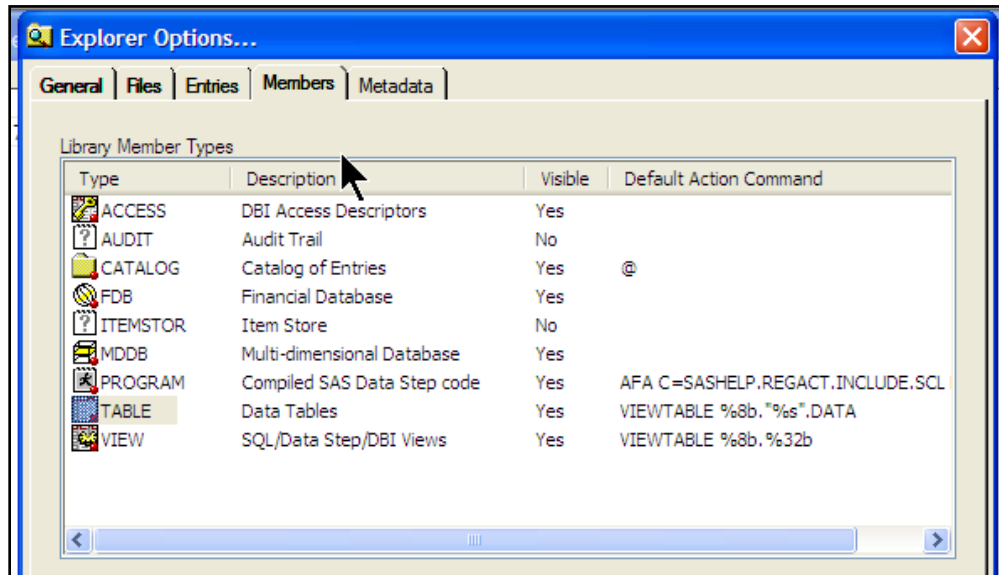 Explorer Options...
General Files Entries Members Metadata
Library Member Types
Type Description Visible Default Action Command
ACCESS DBI Access Descriptors Yes
AUDIT Audit Trail No
CATALOG Catalog of Entries Yes @
FDB Financial Database Yes
ITEMSTOR Item Store No
MDDB Multi-dimensional Database Yes
PROGRAM Compiled SAS Data Step code Yes AFA C=SASHELP.REGACT.INCLUDE.SCL
TABLE Data Tables Yes VIEWTABLE %8b."%s".DATA
VIEW SQL/Data Step/DBI Views Yes VIEWTABLE %8b.%32b